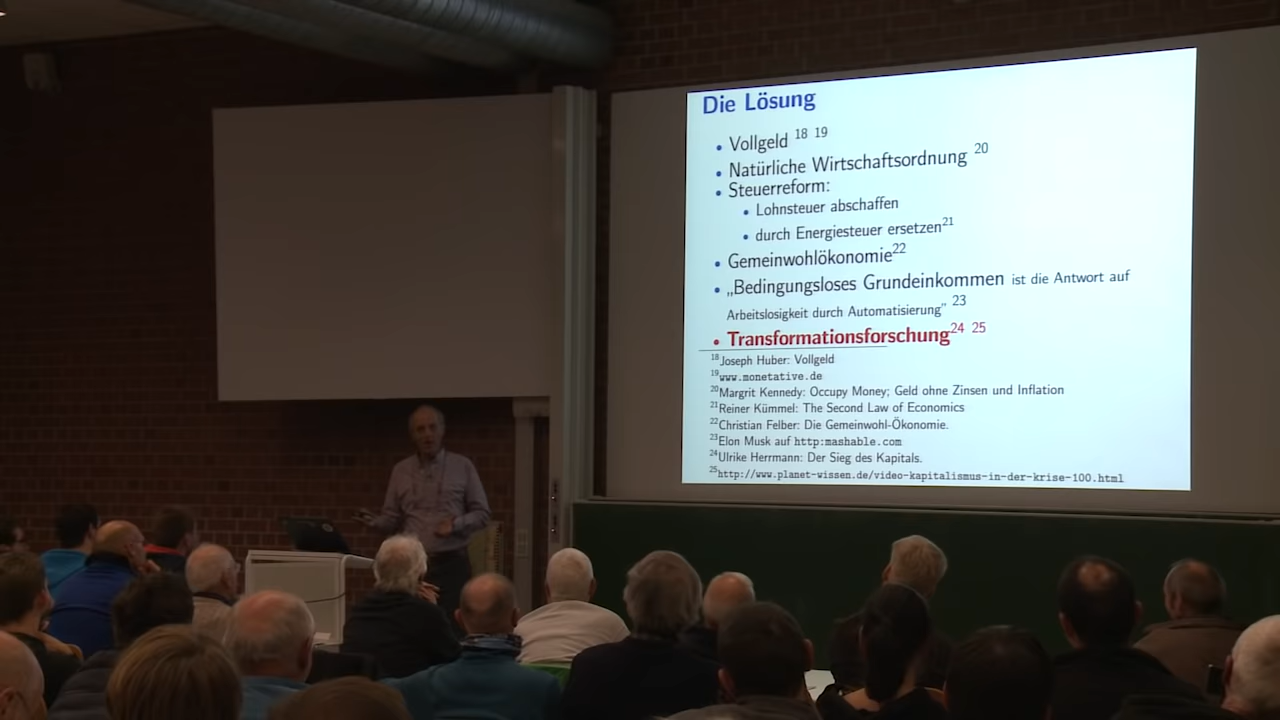 Die Lösung
• Vollgeld 18 19
• Natürliche Wirtschaftsordnung 20
• Steuerreform:
• Lohnsteuer abschaffen
• durch Energiesteuer ersetzen21
• Gemeinwohlökonomie22
• „Bedingungsloses Grundeinkommen ist die Antwort auf
Arbeitslosigkeit durch Automatisierung” 23
• Transformationsforschung24 25
18Joseph Huber: Vollgeld
19www.monetative.de
20Margrit Kennedy: Occupy Money; Geld ohne Zinsen und Inflation
21Reiner Kümmel: The Second Law of Economics
22Christian Felber: Die Gemeinwohl-Ökonomie.
23Elon Musk auf http:mashable.com
24Ulrike Herrmann: Der Sieg des Kapitals.
25http://www.planet-wissen.de/video-kapitalismus-in-der-krise-100.html